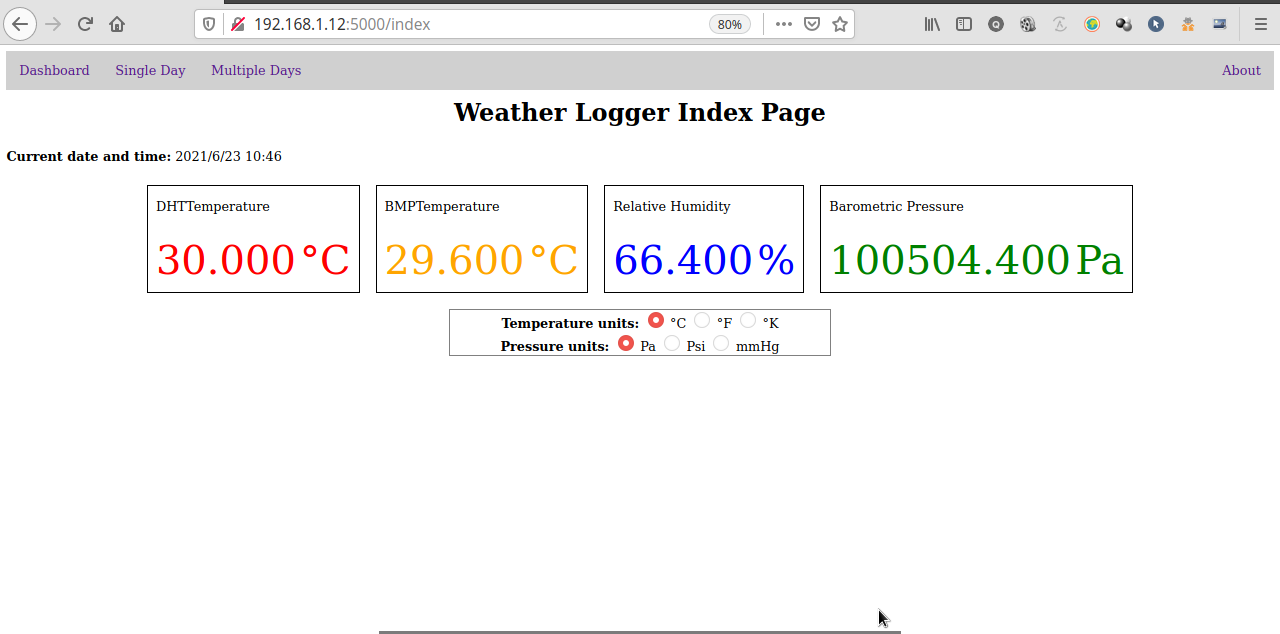 192.168.1.12:5000/index 80%
Dashboard Single Day Multiple Days About
Weather Logger Index Page
Current date and time: 2021/6/23 10:46
DHTTemperature BMPTemperature Relative Humidity Barometric Pressure
30.000 °C 29.600 °C 66.400 % 100504.400 Pa
Temperature units: °C °F °K
Pressure units: Pa Psi mmHg